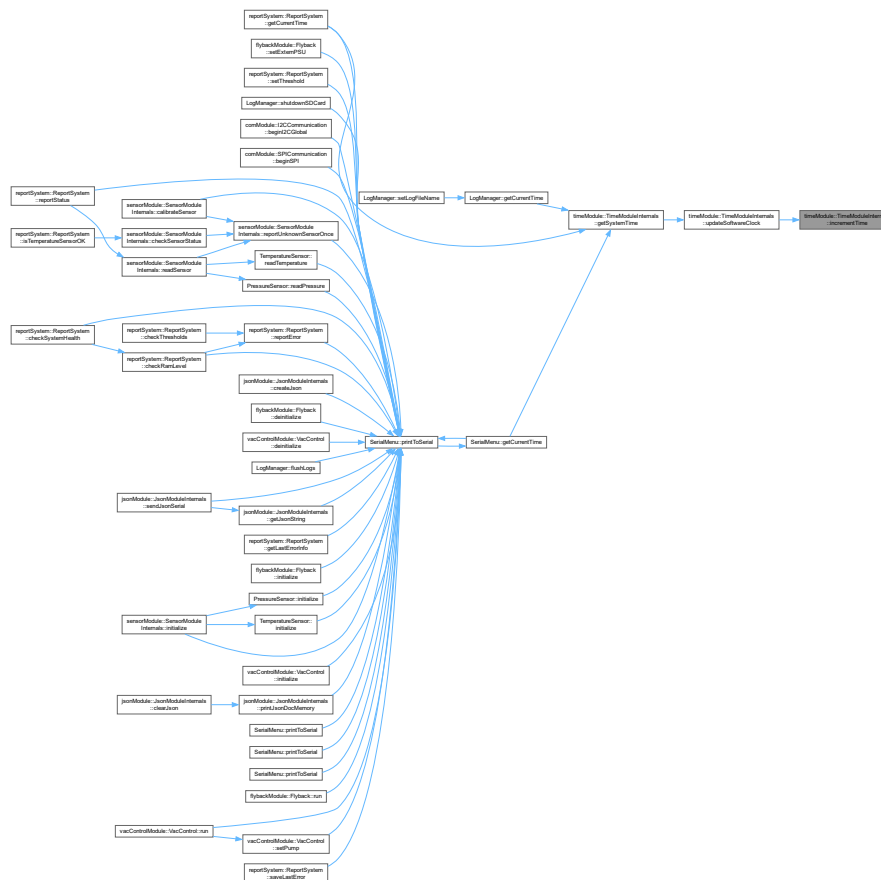 reportSystem::ReportSystem
::getCurrentTime
flybackModule::Flyback
::setExternPSU
reportSystem::ReportSystem
::setThreshold
LogManager::shutdownSDCard
comModule::I2CCommunication
::beginI2CGlobal
comModule::SPICommunication
::beginSPI
reportSystem::ReportSystem
::reportStatus
sensorModule::SensorModule
Internals::calibrateSensor
LogManager::setLogFileName
LogManager::getCurrentTime
timeModule::TimeModuleInternals
::getSystemTime
timeModule::TimeModuleInternals
::updateSoftwareClock
timeModule::TimeModuleInterna
::incrementTime
reportSystem::ReportSystem
::isTemperatureSensorOK
sensorModule::SensorModule
Internals::checkSensorStatus
sensorModule::SensorModule
Internals::reportUnknownSensorOnce
sensorModule::SensorModule
Internals::readSensor
TemperatureSensor::
readTemperature
PressureSensor::readPressure
reportSystem::ReportSystem
::checkSystemHealth
reportSystem::ReportSystem
::checkThresholds
reportSystem::ReportSystem
::reportError
reportSystem::ReportSystem
::checkRamLevel
jsonModule::JsonModuleInternals
::createJson
flybackModule::Flyback
::deinitialize
vacControlModule::VacControl
::deinitialize
SerialMenu::printToSerial
SerialMenu::getCurrentTime
LogManager::flushLogs
jsonModule::JsonModuleInternals
::sendJsonSerial
jsonModule::JsonModuleInternals
::getJsonString
reportSystem::ReportSystem
::getLastErrorInfo
flybackModule::Flyback
::initialize
PressureSensor::initialize
sensorModule::SensorModule
Internals::initialize
TemperatureSensor::
initialize
vacControlModule::VacControl
::initialize
jsonModule::JsonModuleInternals
::clearJson
jsonModule::JsonModuleInternals
::printJsonDocMemory
SerialMenu::printToSerial
SerialMenu::printToSerial
SerialMenu::printToSerial
flybackModule::Flyback::run
vacControlModule::VacControl::run
vacControlModule::VacControl
::setPump
reportSystem::ReportSystem
::saveLastError